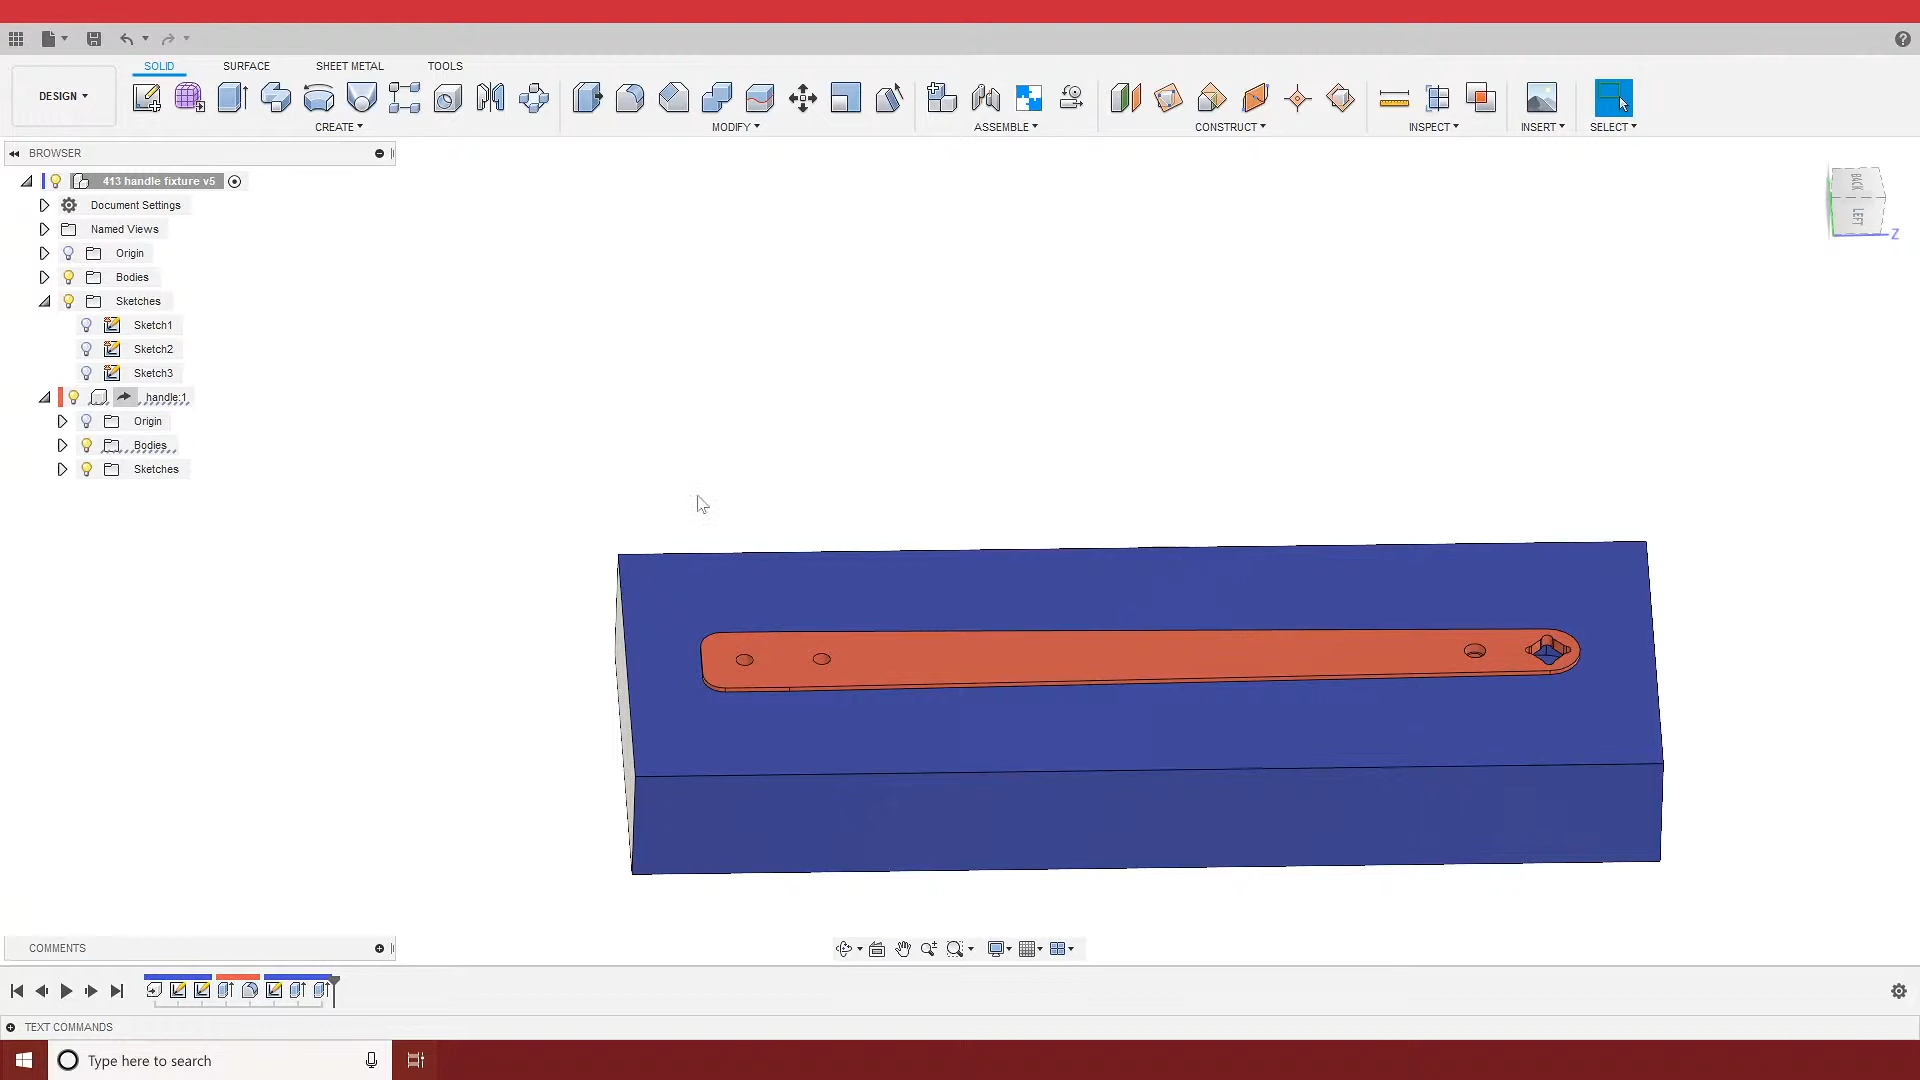 SOLID SURFACE SHEET METAL TOOLS
DESIGN
CREATE MODIFY ASSEMBLE CONSTRUCT INSPECT INSERT SELECT
BROWSER
413 handle fixture v5
Document Settings
Named Views
Origin
Bodies
Sketches
Sketch1
Sketch2
Sketch3
handle:1
Origin
Bodies
Sketches
BACK
LEFT
Z
COMMENTS
TEXT COMMANDS
Type here to search